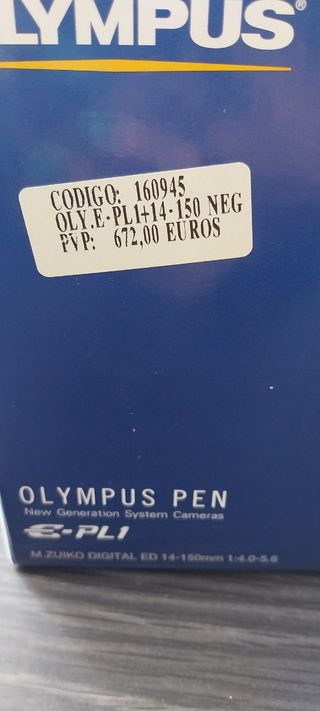 LYMPUS®
CODIGO: 160945
OLY.E-PL1+14-150 NEG
PVP: 672,00 EUROS
OLYMPUS PEN
New Generation System Cameras
E-PL1
M.ZUIKO DIGITAL ED 14-150mm 1:4.0-5.6